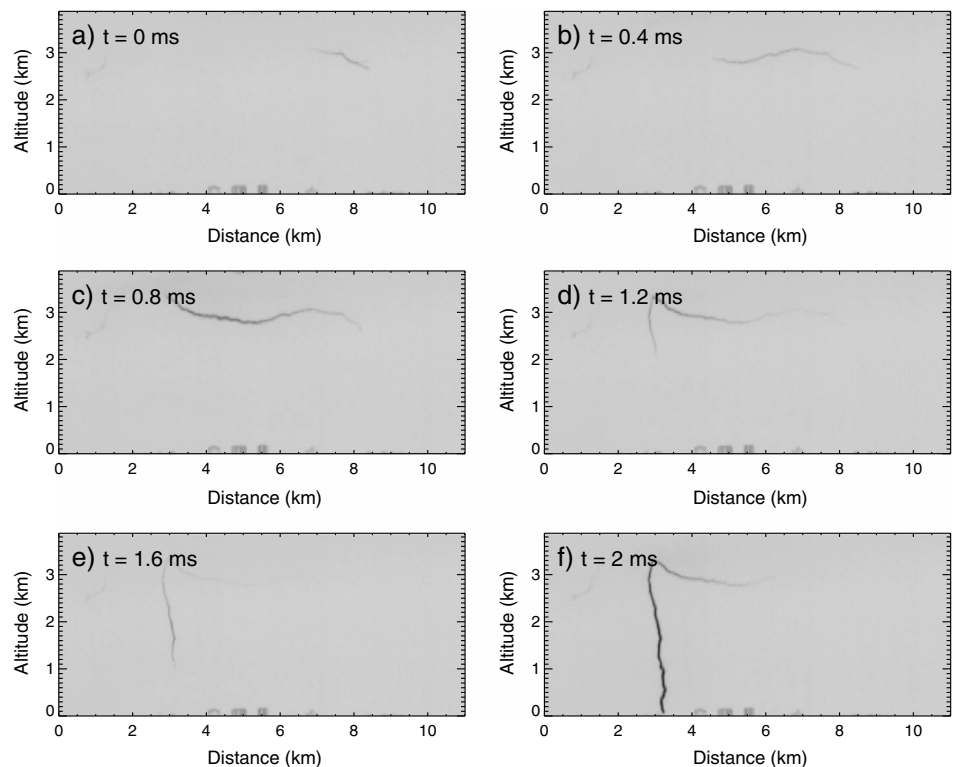 a) t = 0 ms
b) t = 0.4 ms
Altitude (km)
3
2
1
0
0 2 4 6 8 10
Distance (km)
Altitude (km)
3
2
1
0
0 2 4 6 8 10
Distance (km)
c) t = 0.8 ms
d) t = 1.2 ms
Altitude (km)
3
2
1
0
0 2 4 6 8 10
Distance (km)
Altitude (km)
3
2
1
0
0 2 4 6 8 10
Distance (km)
e) t = 1.6 ms
f) t = 2 ms
Altitude (km)
3
2
1
0
0 2 4 6 8 10
Distance (km)
Altitude (km)
3
2
1
0
0 2 4 6 8 10
Distance (km)